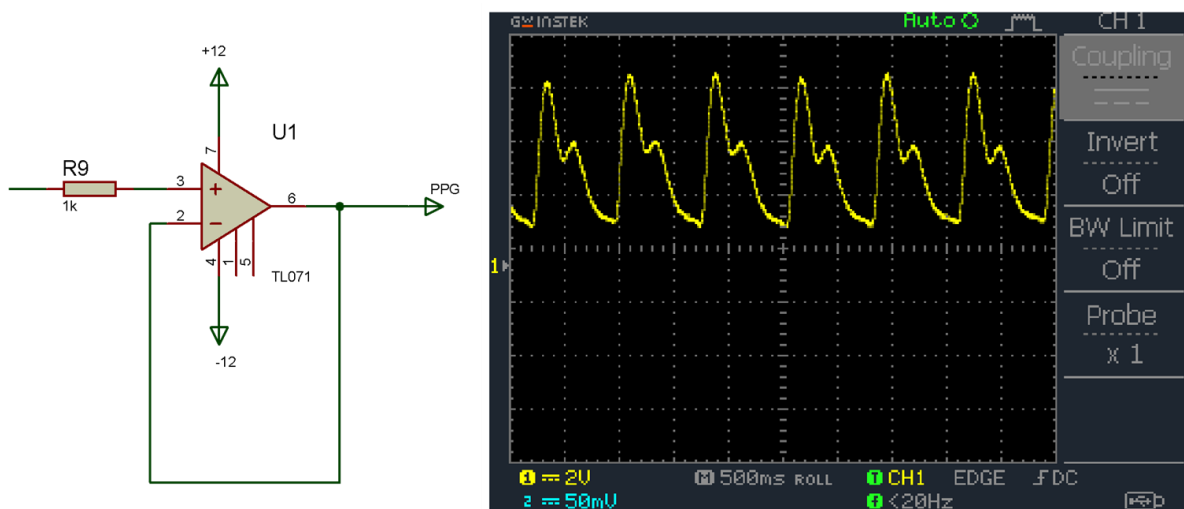 +12
U1
7
R9
3
+
6
PPG
1k
2
−
4
1
5
TL071
-12
GW INSTEK
Auto
CH 1
Coupling
Invert
Off
BW Limit
Off
Probe
x 1
1
1 2V
M 500ms ROLL
T CH1 EDGE DC
2 50mV
f <20Hz